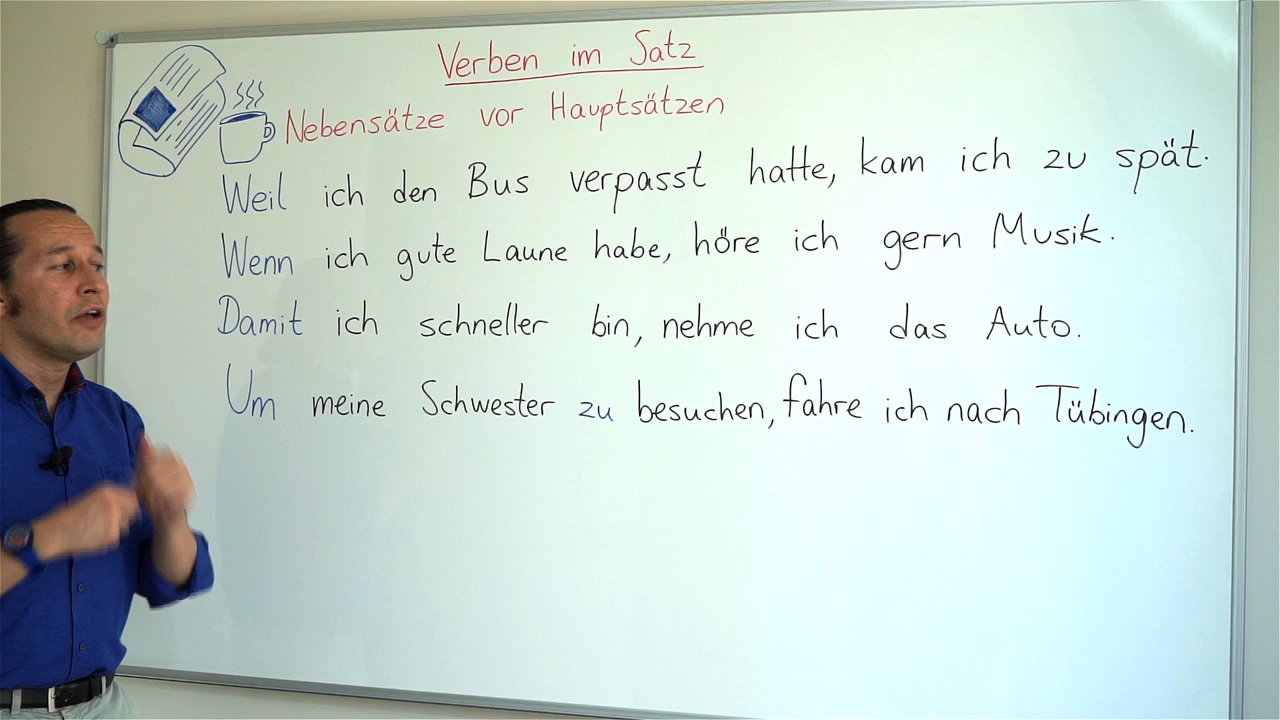 Verben im Satz
Nebensätze vor Hauptsätzen
Weil ich den Bus verpasst hatte, kam ich zu spät.
Wenn ich gute Laune habe, höre ich gern Musik.
Damit ich schneller bin, nehme ich das Auto.
Um meine Schwester zu besuchen, fahre ich nach Tübingen.